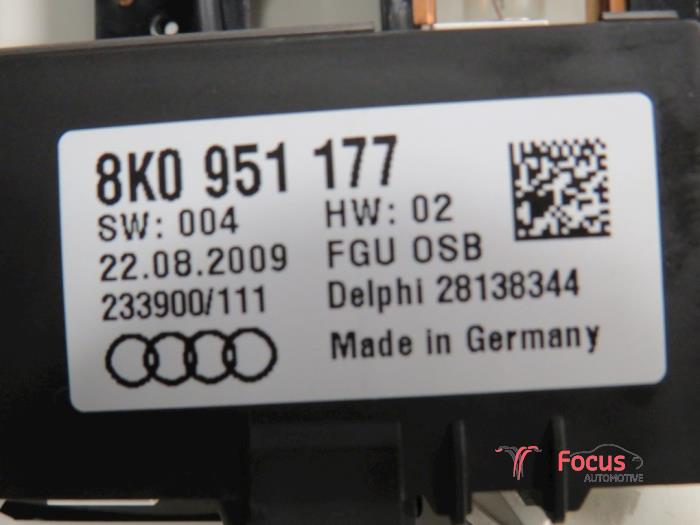 8K0 951 177
SW: 004 HW: 02
22.08.2009 FGU OSB
233900/111 Delphi 28138344
Made in Germany
Focus
AUTOMOTIVE